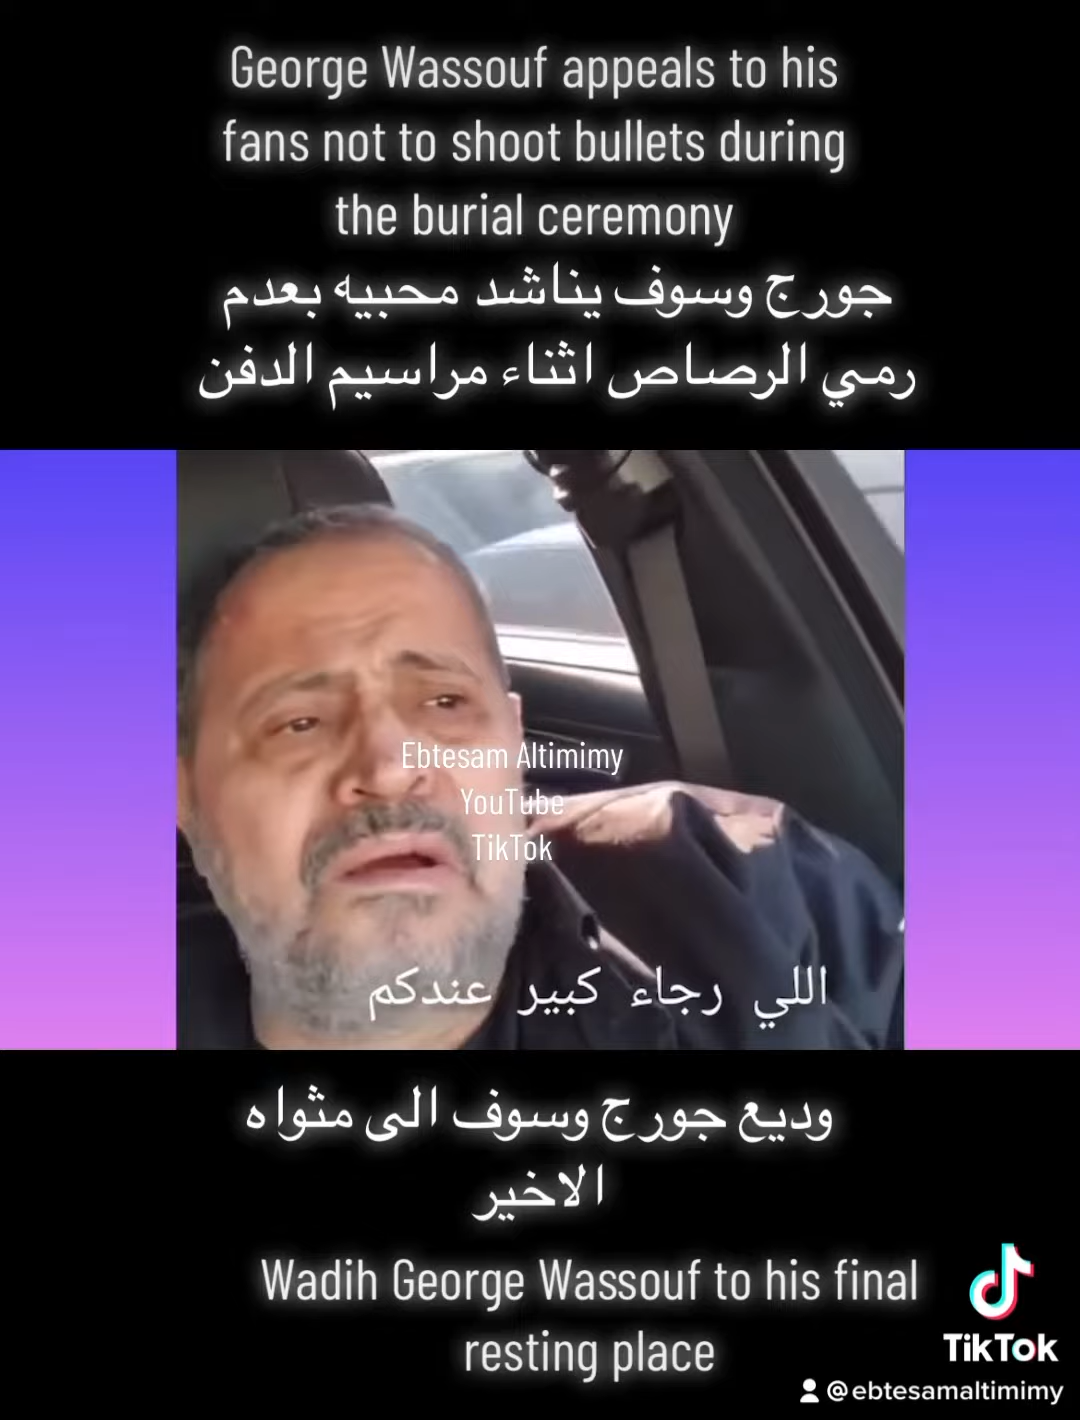 George Wassouf appeals to his
fans not to shoot bullets during
the burial ceremony
جورج وسوف يناشد محبيه بعدم
رمي الرصاص اثناء مراسيم الدفن
Ebtesam Altimimy
YouTube
TikTok
اللي رجاء كبير عندكم
وديع جورج وسوف الى مثواه
الاخير
Wadih George Wassouf to his final
resting place
TikTok
@ebtesamaltimimy